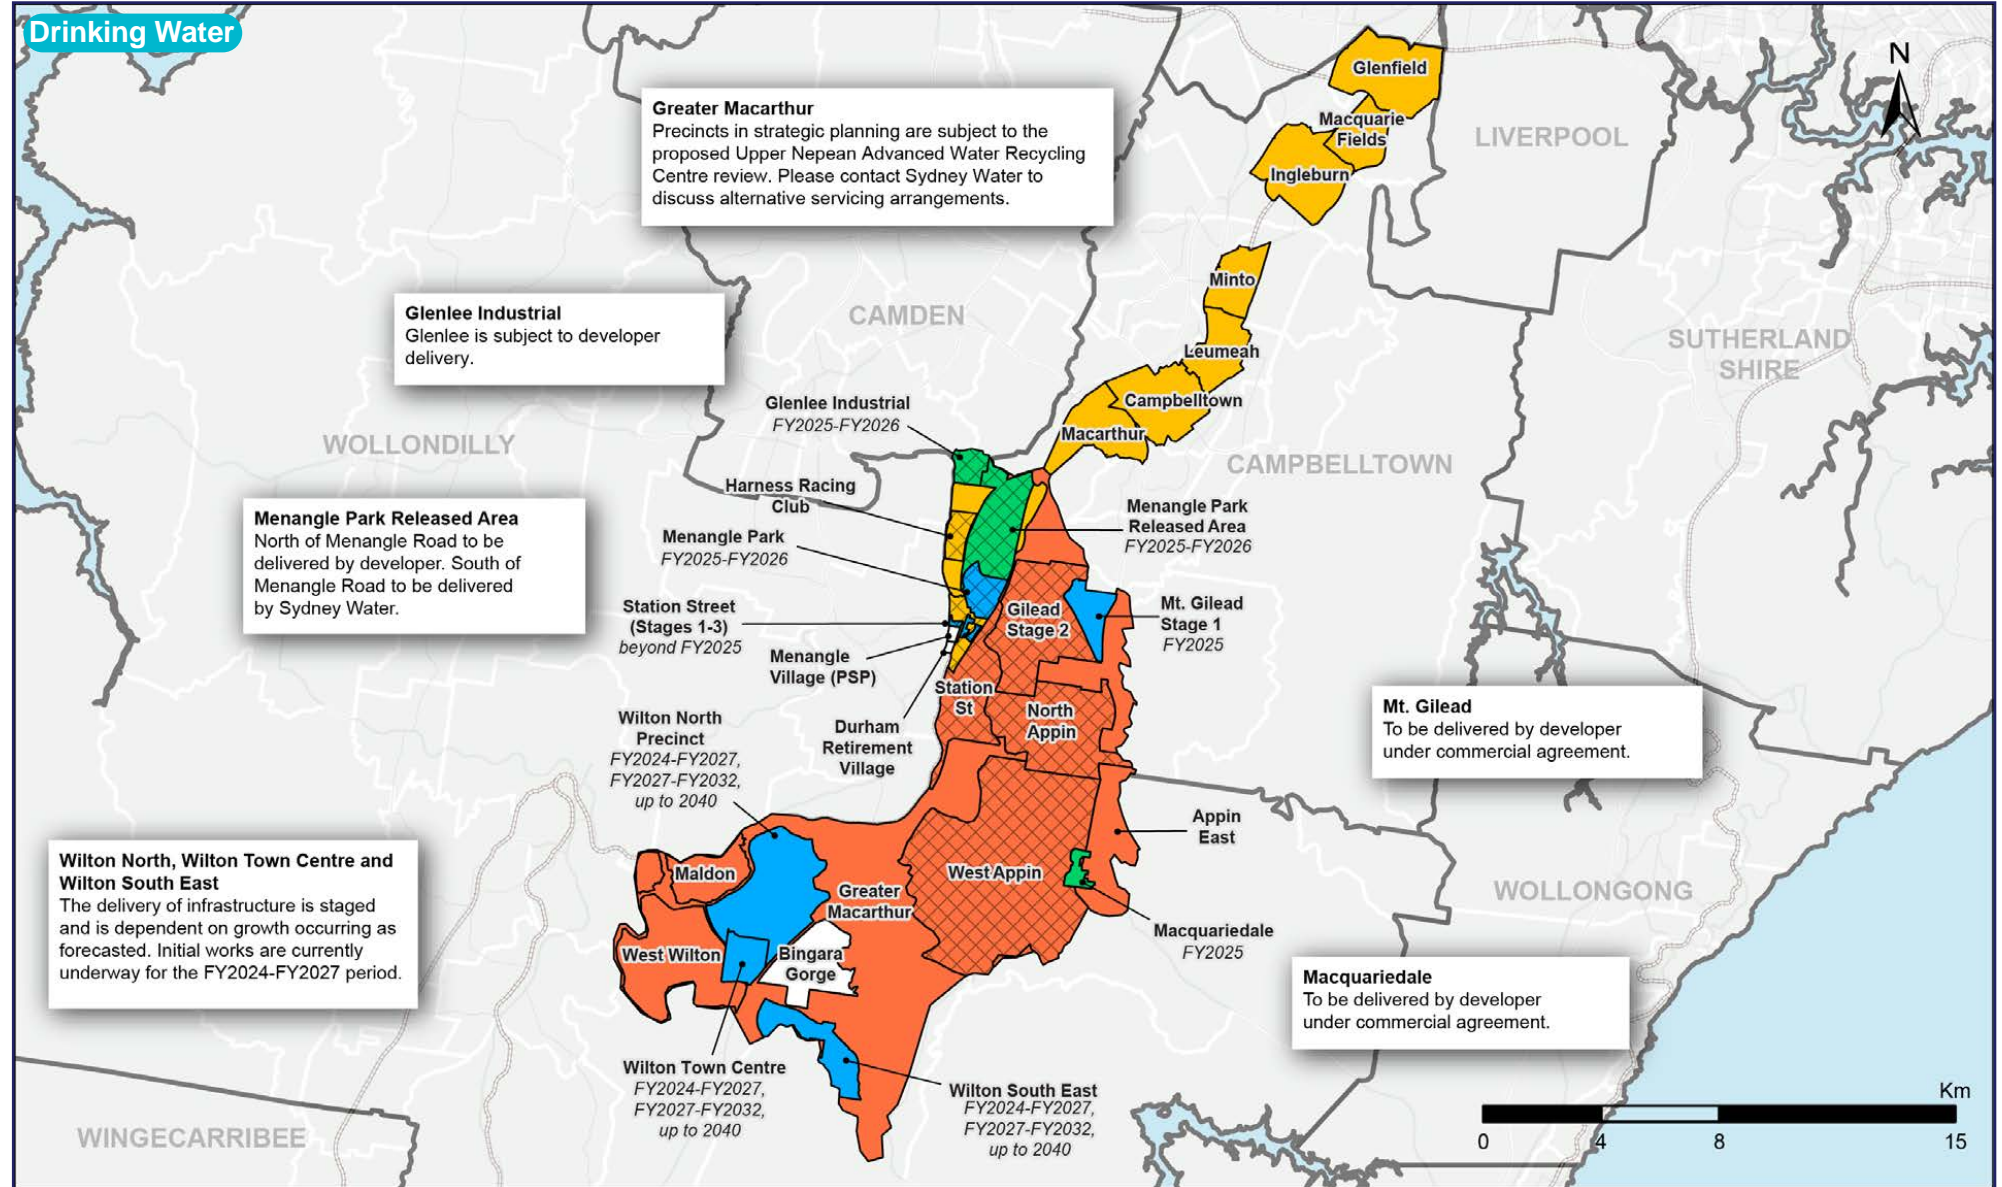 Drinking Water
N
Greater Macarthur
Precincts in strategic planning are subject to the
proposed Upper Nepean Advanced Water Recycling
Centre review. Please contact Sydney Water to
discuss alternative servicing arrangements.
Glenfield
Macquarie
Fields
Ingleburn
LIVERPOOL
Minto
Glenlee Industrial
Glenlee is subject to developer
delivery.
CAMDEN
Leumeah
SUTHERLAND
SHIRE
Campbelltown
Macarthur
Glenlee Industrial
FY2025-FY2026
WOLLONDILLY
CAMPBELLTOWN
Harness Racing
Club
Menangle Park
Released Area
FY2025-FY2026
Menangle Park Released Area
North of Menangle Road to be
delivered by developer. South of
Menangle Road to be delivered
by Sydney Water.
Menangle Park
FY2025-FY2026
Station Street
(Stages 1-3)
beyond FY2025
Gilead
Stage 2
Mt. Gilead
Stage 1
FY2025
Menangle
Village (PSP)
Station
St
North
Appin
Mt. Gilead
To be delivered by developer
under commercial agreement.
Wilton North
Precinct
FY2024-FY2027,
FY2027-FY2032,
up to 2040
Durham
Retirement
Village
Appin
East
Wilton North, Wilton Town Centre and
Wilton South East
The delivery of infrastructure is staged
and is dependent on growth occurring as
forecasted. Initial works are currently
underway for the FY2024-FY2027 period.
Maldon
Greater
Macarthur
West Appin
WOLLONGONG
West Wilton
Bingara
Gorge
Macquariedale
FY2025
Macquariedale
To be delivered by developer
under commercial agreement.
Wilton Town Centre
FY2024-FY2027,
FY2027-FY2032,
up to 2040
Wilton South East
FY2024-FY2027,
FY2027-FY2032,
up to 2040
WINGECARRIBEE
Km
0 4 8 15